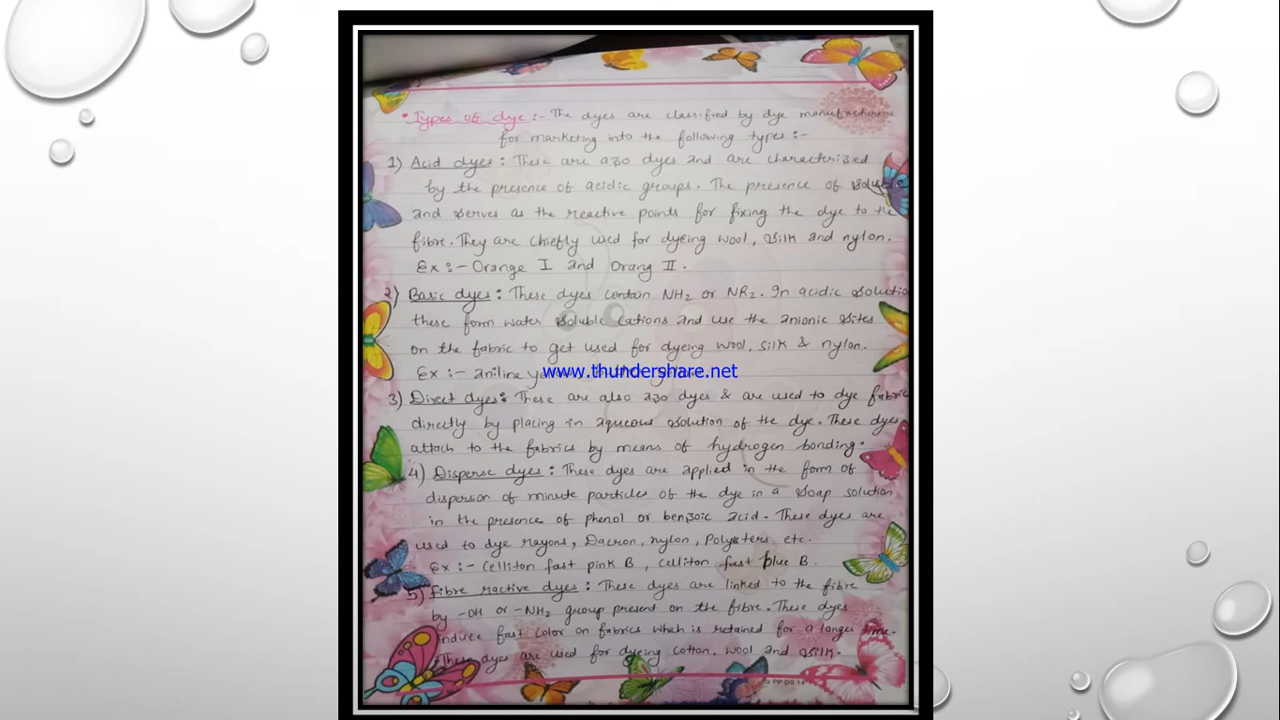 • Types of dye :- The dyes are classified by dye manufacturers
for marketing into the following types :-
1) Acid dyes : These are azo dyes and are characterized
by the presence of acidic groups. The presence of soluble
and serves as the reactive points for fixing the dye to the
fibre. They are chiefly used for dyeing wool, silk and nylon.
Ex :- Orange I and Orang II.
2) Basic dyes : These dyes contain NH2 or NR2. In acidic solution
these form water soluble cations and use the anionic sites
on the fabric to get used for dyeing wool, silk & nylon.
Ex :- aniline
www.thundershare.net
3) Direct dyes : These are also azo dyes & are used to dye fabric
directly by placing in aqueous solution of the dye. These dyes
attach to the fabrics by means of hydrogen bonding.
4) Disperse dyes : These dyes are applied in the form of
dispersion of minute particles of the dye in a soap solution
in the presence of phenol or benzoic acid. These dyes are
used to dye rayons, Dacron, nylon, Polyesters etc.
Ex :- Celliton fast pink B, celliton fast blue B.
5) Fibre ractive dyes : These dyes are linked to the fibre
by -OH or -NH2 group present on the fibre. These dyes
induce fast color on fabrics which is retained for a longer time.
These dyes are used for dyeing cotton, wool and silk.
PP DS 14